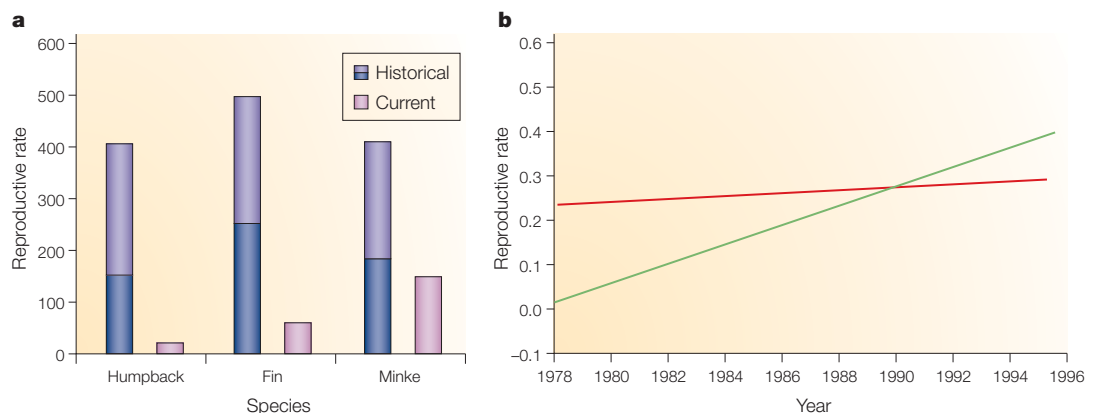 a
600
500
400
300
200
100
0
Reproductive rate
Historical
Current
Humpback Fin Minke
Species
b
0.6
0.5
0.4
0.3
0.2
0.1
0.0
–0.1
Reproductive rate
1978 1980 1982 1984 1986 1988 1990 1992 1994 1996
Year